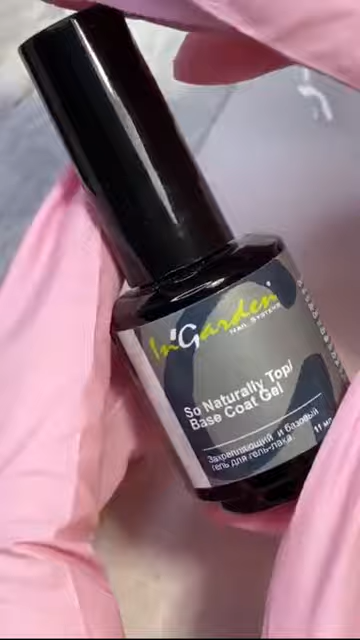 In'Garden®
NAIL SYSTEMS
So Naturally Top/
Base Coat Gel
Закрепляющий и базовый
гель для гель-лака
11 мл